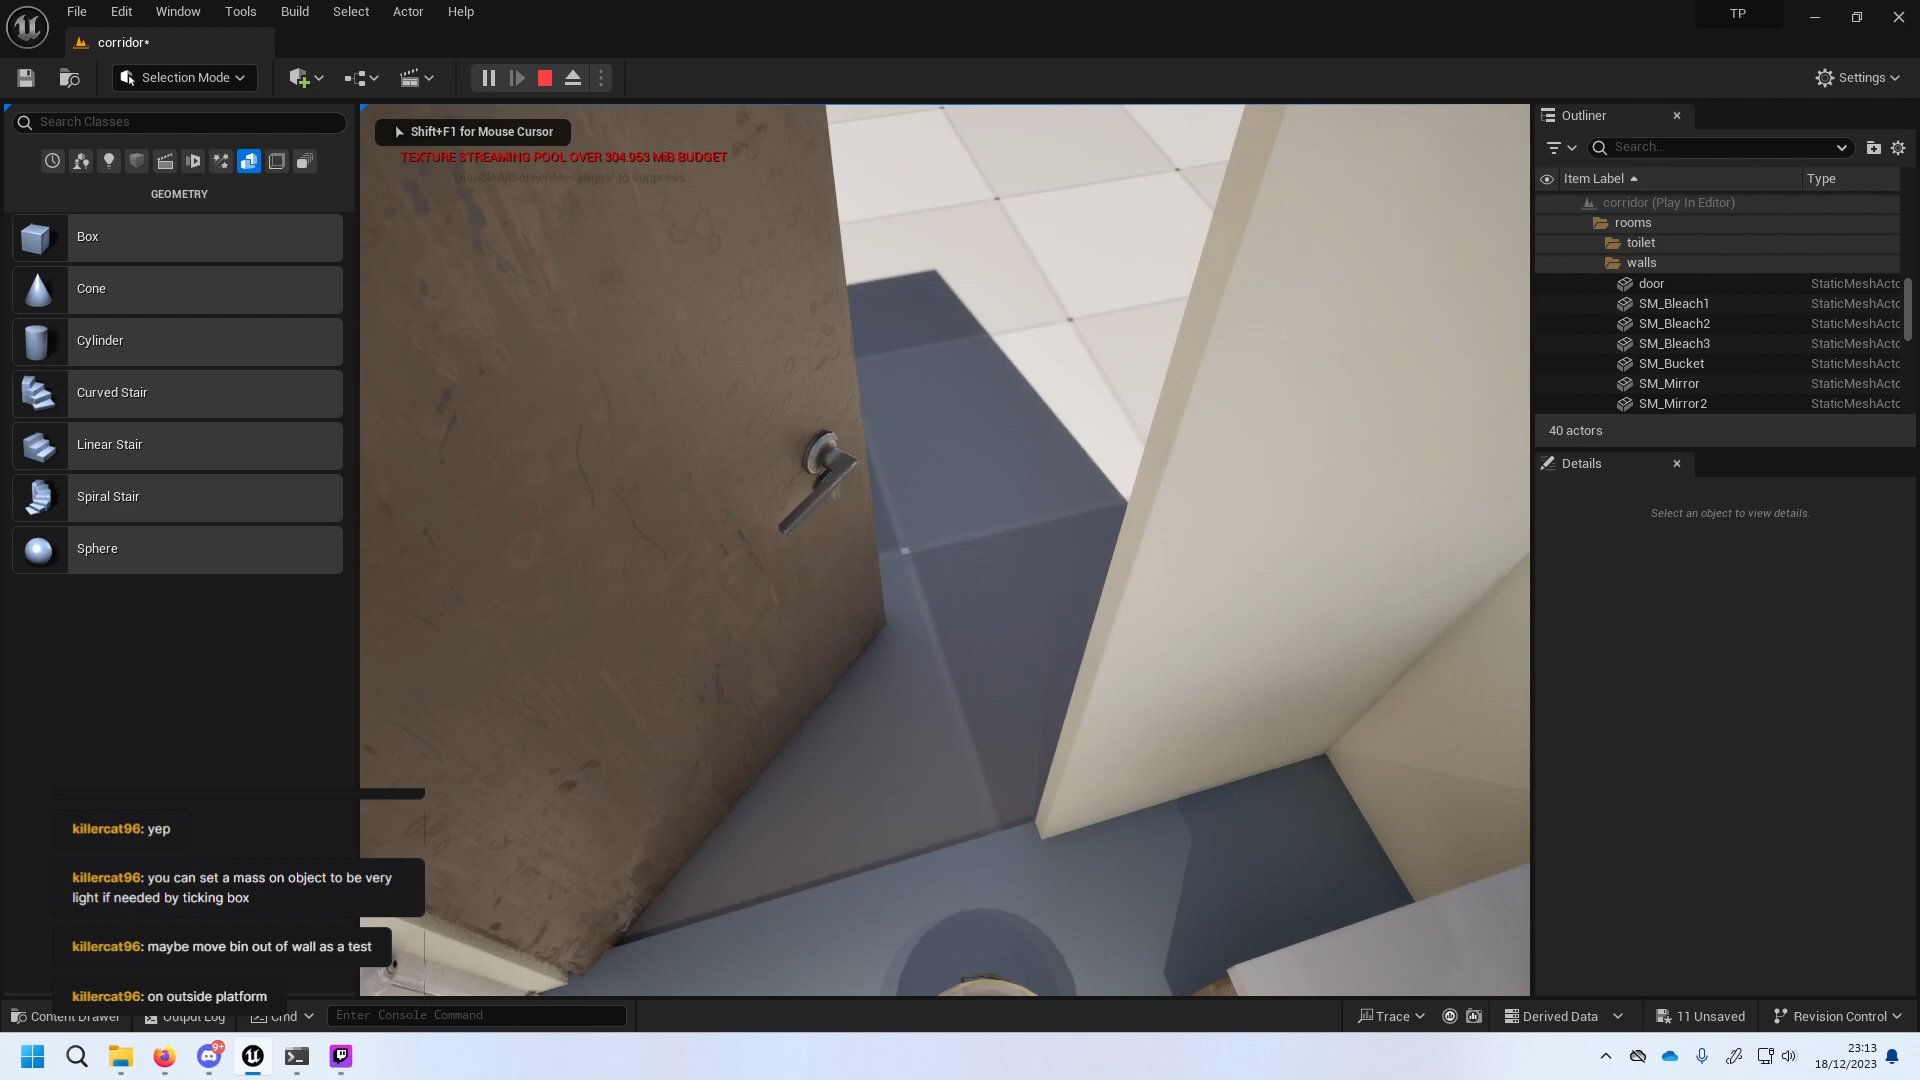 File Edit Window Tools Build Select Actor Help
TP
corridor*
Selection Mode
Settings
Search Classes
GEOMETRY
Box
Cone
Cylinder
Curved Stair
Linear Stair
Spiral Stair
Sphere
Shift+F1 for Mouse Cursor
TEXTURE STREAMING POOL OVER 304.953 MiB BUDGET
'DisableAllScreenMessages' to suppress
Outliner
Search...
Item Label Type
corridor (Play In Editor)
rooms
toilet
walls
door StaticMeshActo
SM_Bleach1 StaticMeshActo
SM_Bleach2 StaticMeshActo
SM_Bleach3 StaticMeshActo
SM_Bucket StaticMeshActo
SM_Mirror StaticMeshActo
SM_Mirror2 StaticMeshActo
40 actors
Details
Select an object to view details.
killercat96: yep
killercat96: you can set a mass on object to be very
light if needed by ticking box
killercat96: maybe move bin out of wall as a test
killercat96: on outside platform
Content Drawer Output Log Cmd Enter Console Command
Trace Derived Data 11 Unsaved Revision Control
9+
23:13
18/12/2023